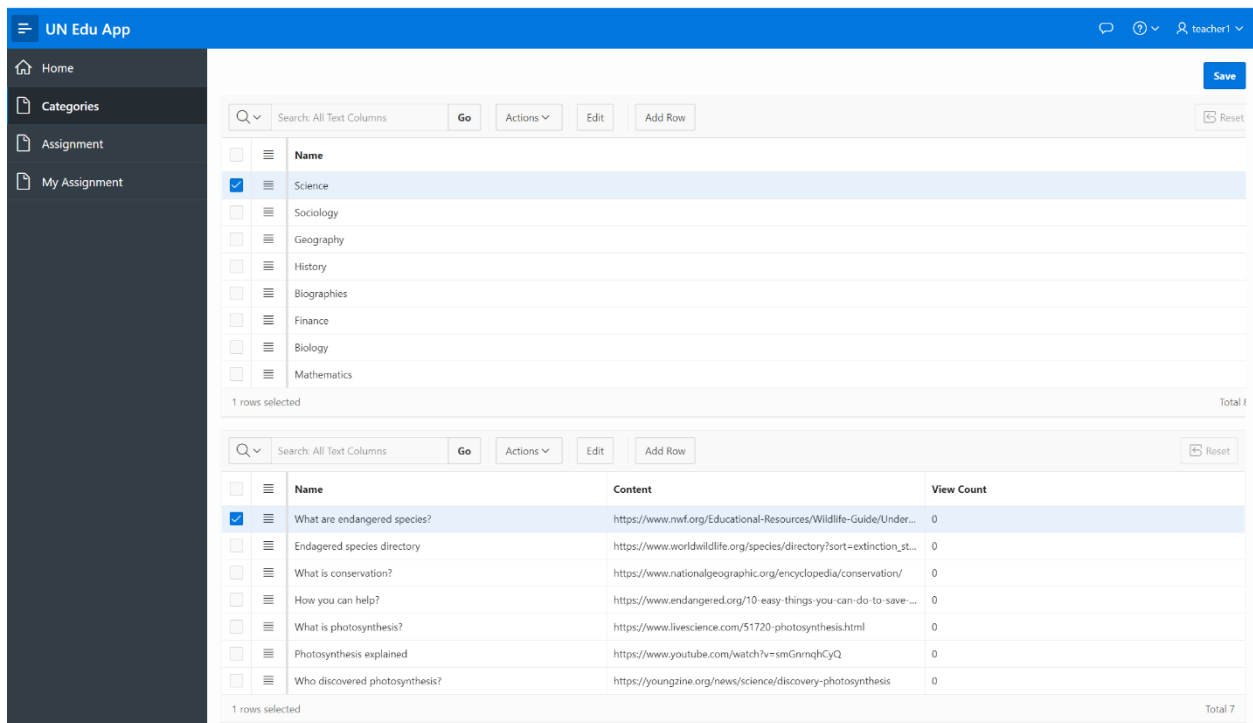 UN Edu App
teacher1
Home
Categories
Assignment
My Assignment
Save
Search: All Text Columns Go Actions Edit Add Row Reset
Name
Science
Sociology
Geography
History
Biographies
Finance
Biology
Mathematics
1 rows selected Total 8
Search: All Text Columns Go Actions Edit Add Row Reset
Name Content View Count
What are endangered species? https://www.nwf.org/Educational-Resources/Wildlife-Guide/Under... 0
Endagered species directory https://www.worldwildlife.org/species/directory?sort=extinction_st... 0
What is conservation? https://www.nationalgeographic.org/encyclopedia/conservation/ 0
How you can help? https://www.endangered.org/10-easy-things-you-can-do-to-save-... 0
What is photosynthesis? https://www.livescience.com/51720-photosynthesis.html 0
Photosynthesis explained https://www.youtube.com/watch?v=smGnrnqhCyQ 0
Who discovered photosynthesis? https://youngzine.org/news/science/discovery-photosynthesis 0
1 rows selected Total 7